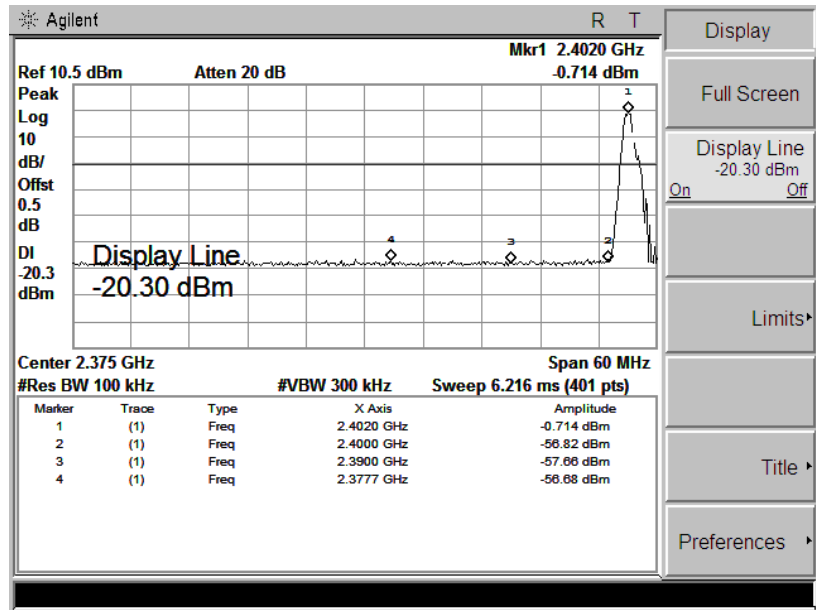 Agilent R T
Mkr1 2.4020 GHz
Ref 10.5 dBm Atten 20 dB -0.714 dBm
Peak
Log
10
dB/
Offst
0.5
dB
DI
-20.3
dBm
1
4
3
2
Display Line
-20.30 dBm
Center 2.375 GHz Span 60 MHz
#Res BW 100 kHz #VBW 300 kHz Sweep 6.216 ms (401 pts)
Marker Trace Type X Axis Amplitude
1 (1) Freq 2.4020 GHz -0.714 dBm
2 (1) Freq 2.4000 GHz -56.82 dBm
3 (1) Freq 2.3900 GHz -57.66 dBm
4 (1) Freq 2.3777 GHz -56.68 dBm
Display
Full Screen
Display Line
-20.30 dBm
On Off
Limits
Title
Preferences